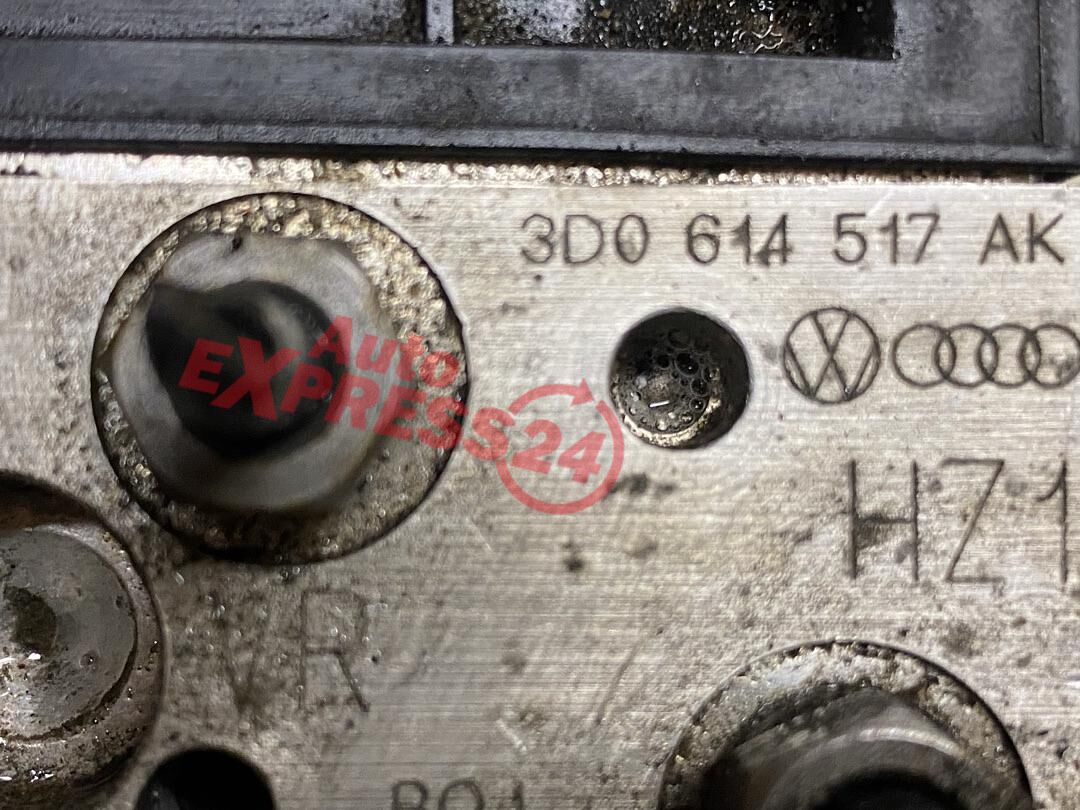 3D0 614 517 AK
Auto
EXPRESS24
HZ1
VR